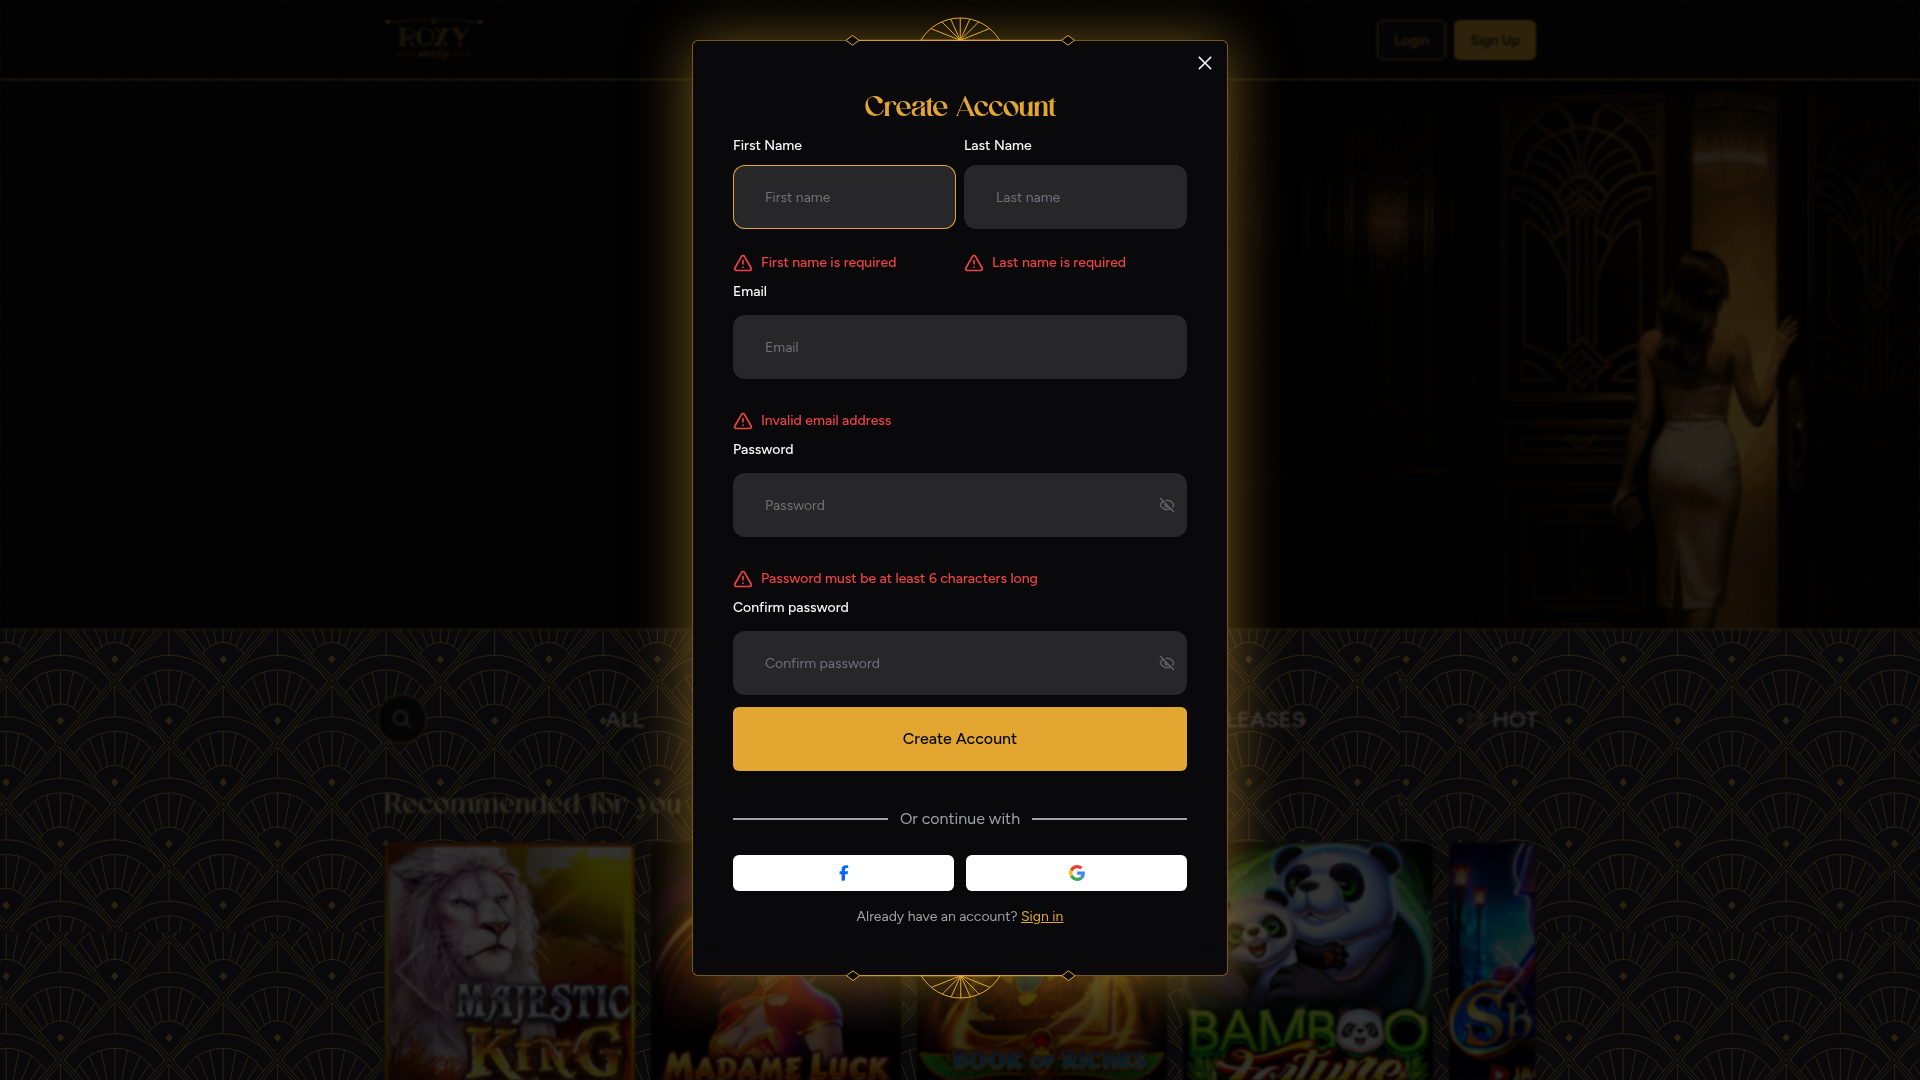 ROXY
Login
Sign Up
Create Account
First Name
Last Name
First name
Last name
First name is required
Last name is required
Email
Email
Invalid email address
Password
Password
Password must be at least 6 characters long
Confirm password
Confirm password
Create Account
ALL
LEASES
HOT
Recommended for you
Or continue with
Already have an account? Sign in
MAJESTIC
KING
MADAME LUCK
BOOK OF RICHES
BAMBOO
Fortune
Sh
JA